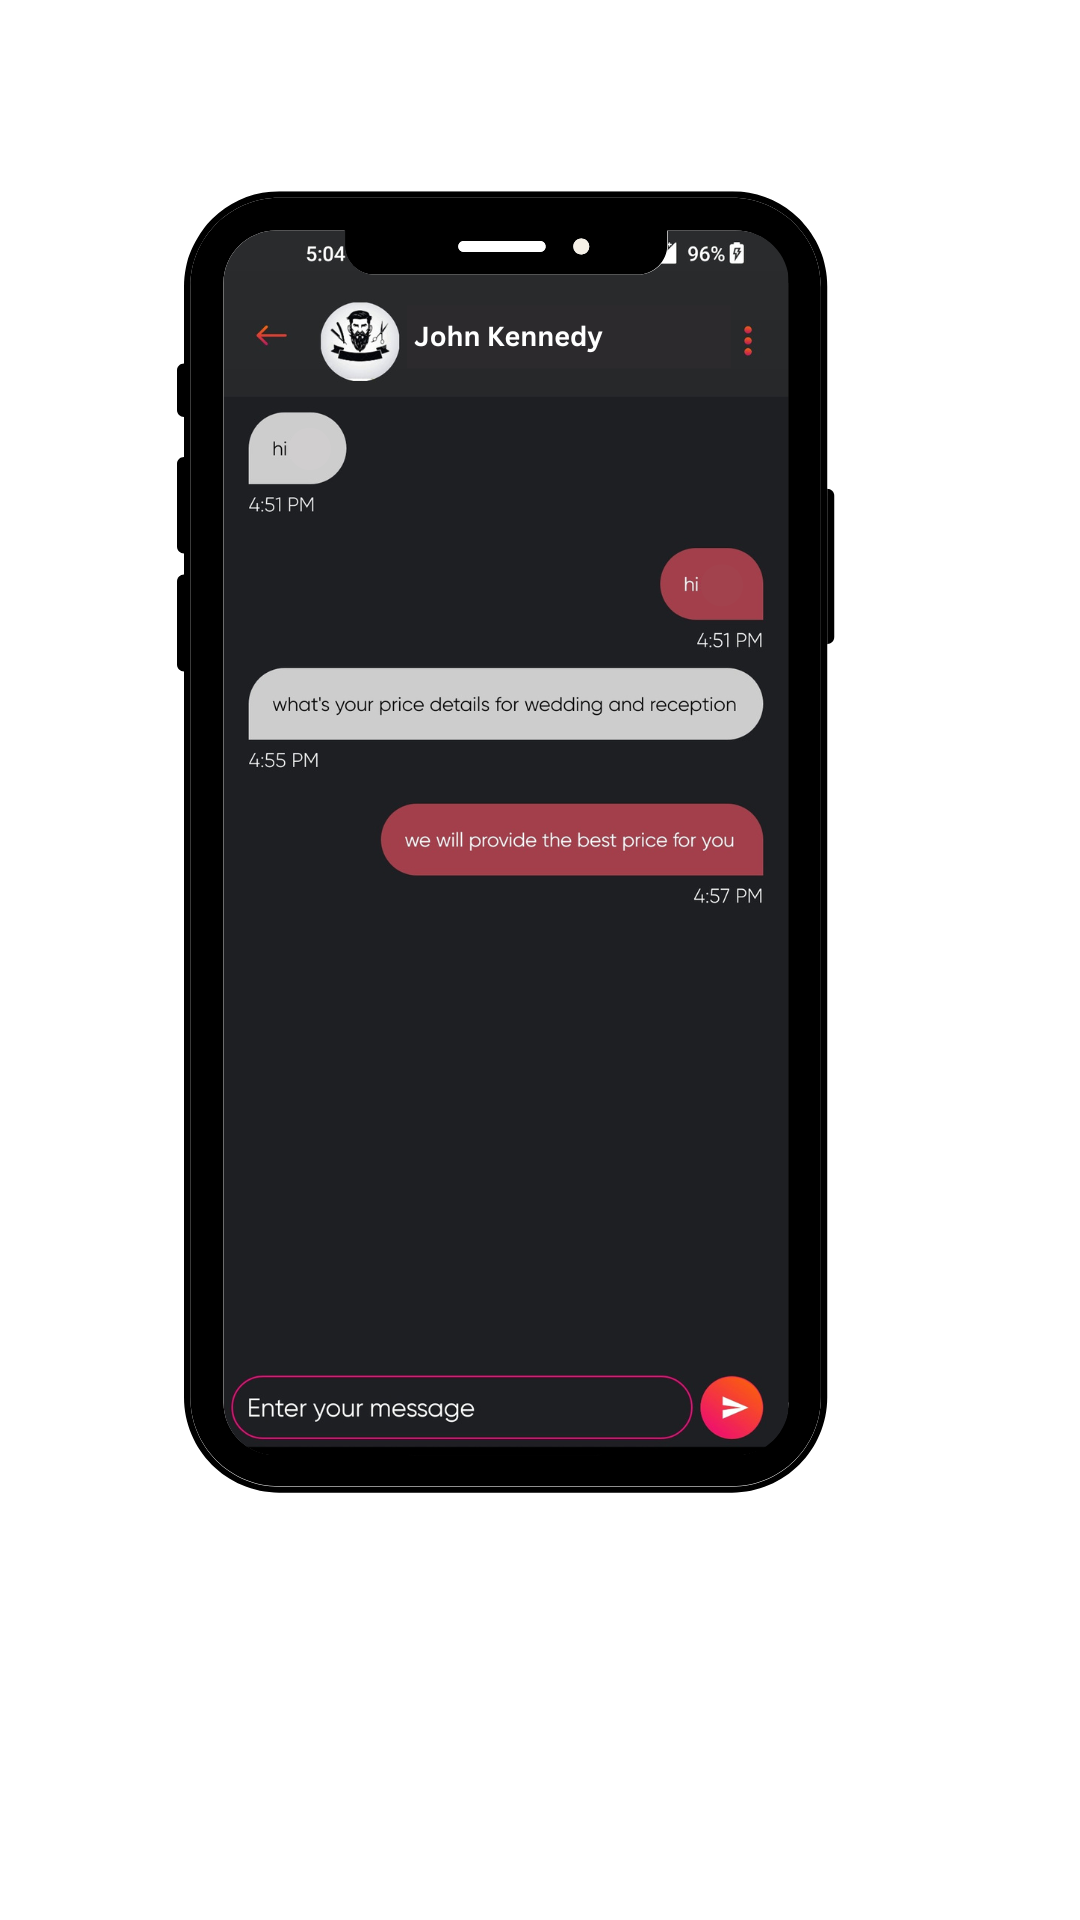 5:04
96%
John Kennedy
hi
4:51 PM
hi
4:51 PM
what's your price details for wedding and reception
4:55 PM
we will provide the best price for you
4:57 PM
Enter your message